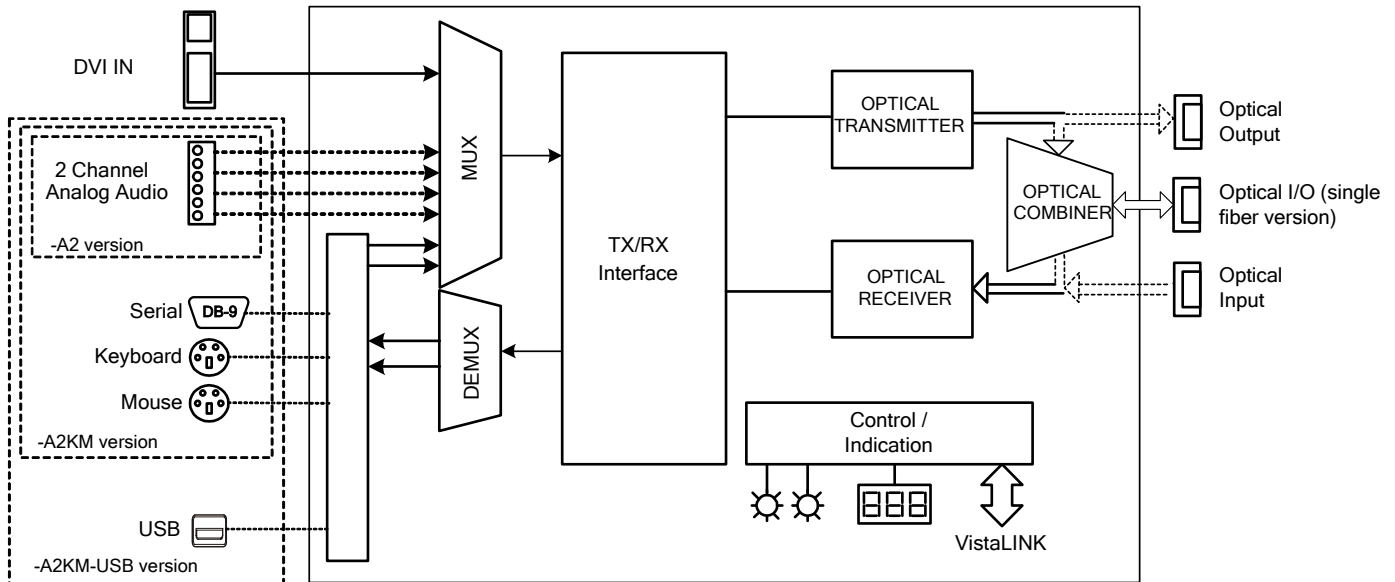 DVI IN
2 Channel
Analog Audio
-A2 version
Serial
DB-9
Keyboard
Mouse
-A2KM version
USB
-A2KM-USB version
MUX
DEMUX
TX/RX
Interface
OPTICAL
TRANSMITTER
OPTICAL
COMBINER
OPTICAL
RECEIVER
Control /
Indication
VistaLINK
Optical
Output
Optical I/O (single
fiber version)
Optical
Input